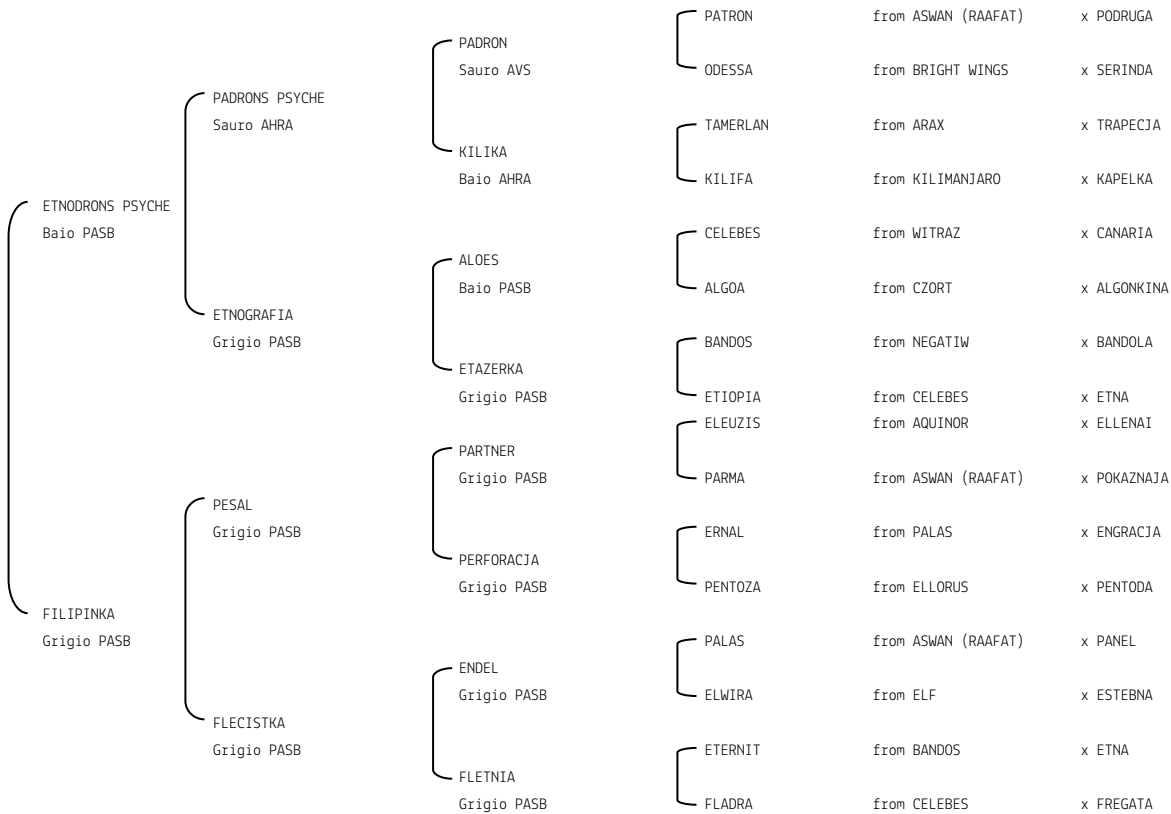 PATRON from ASWAN (RAAFAT) x PODRUGA
PADRON
Sauro AVS ODESSA from BRIGHT WINGS x SERINDA
PADRONS PSYCHE
Sauro AHRA TAMERLAN from ARAX x TRAPECJA
KILIKA
Baio AHRA KILIFA from KILIMANJARO x KAPELKA
ETNODRONS PSYCHE
Baio PASB CELEBES from WITRAZ x CANARIA
ALOES
Baio PASB ALGOA from CZORT x ALGONKINA
ETNOGRAFIA
Grigio PASB BANDOS from NEGATIW x BANDOLA
ETAZERKA
Grigio PASB ETIOPIA from CELEBES x ETNA
ELEUZIS from AQUINOR x ELLENAI
PARTNER
Grigio PASB PARMA from ASWAN (RAAFAT) x POKAZNAJA
PESAL
Grigio PASB ERNAL from PALAS x ENGRACJA
PERFORACJA
Grigio PASB PENTOZA from ELLORUS x PENTODA
FILIPINKA
Grigio PASB PALAS from ASWAN (RAAFAT) x PANEL
ENDEL
Grigio PASB ELWIRA from ELF x ESTEBNA
FLECISTKA
Grigio PASB ETERNIT from BANDOS x ETNA
FLETNIA
Grigio PASB FLADRA from CELEBES x FREGATA